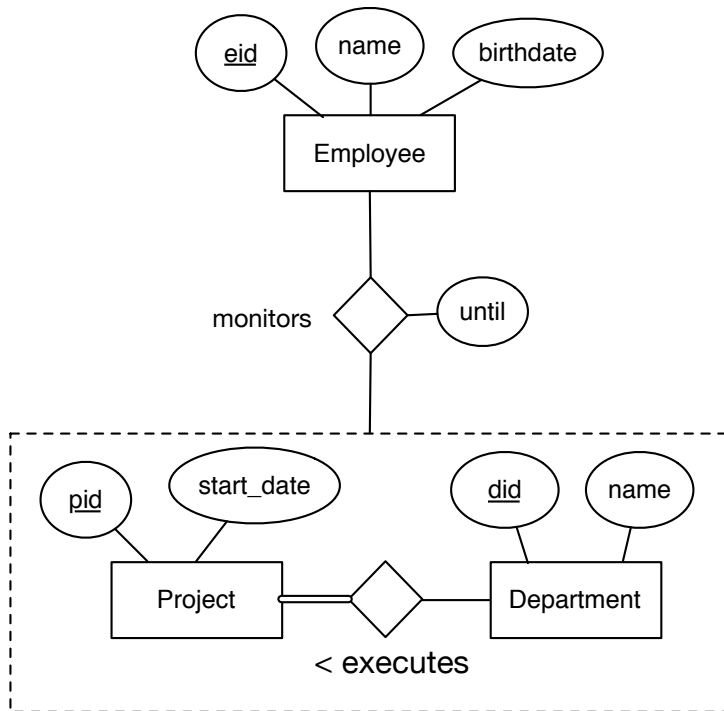 eid
name
birthdate
Employee
monitors
until
pid
start_date
did
name
Project
Department
< executes